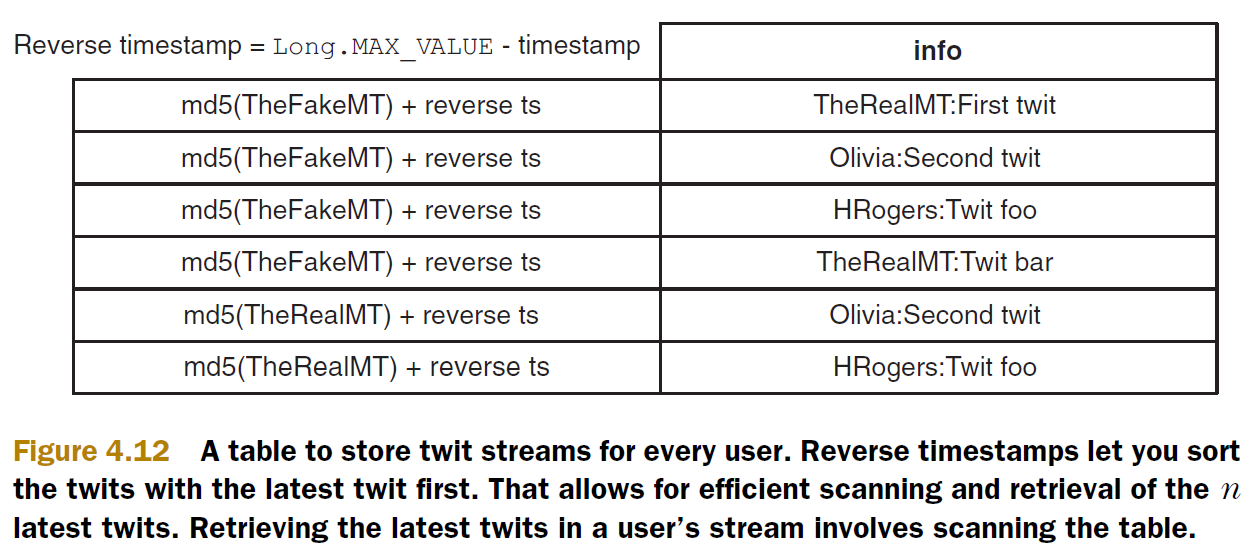 Reverse timestamp = Long.MAX_VALUE - timestamp
info
md5(TheFakeMT) + reverse ts
TheRealMT:First twit
md5(TheFakeMT) + reverse ts
Olivia:Second twit
md5(TheFakeMT) + reverse ts
HRogers:Twit foo
md5(TheFakeMT) + reverse ts
TheRealMT:Twit bar
md5(TheRealMT) + reverse ts
Olivia:Second twit
md5(TheRealMT) + reverse ts
HRogers:Twit foo
Figure 4.12 A table to store twit streams for every user. Reverse timestamps let you sort
the twits with the latest twit first. That allows for efficient scanning and retrieval of the n
latest twits. Retrieving the latest twits in a user’s stream involves scanning the table.